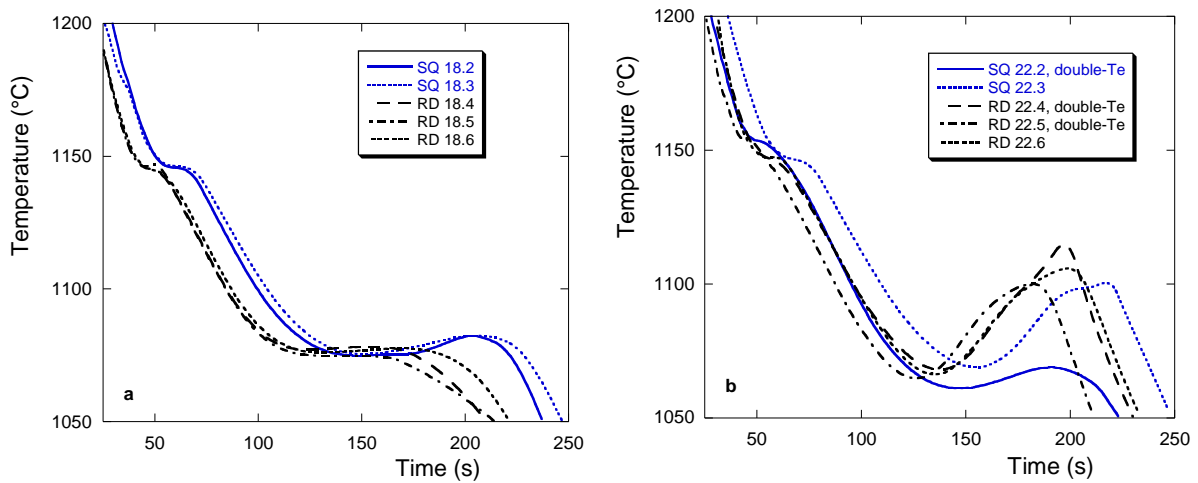 1200
1150
1100
1050
Temperature (°C)
SQ 18.2
SQ 18.3
RD 18.4
RD 18.5
RD 18.6
a
50
100
150
200
250
Time (s)
1200
1150
1100
1050
Temperature (°C)
SQ 22.2, double-Te
SQ 22.3
RD 22.4, double-Te
RD 22.5, double-Te
RD 22.6
b
50
100
150
200
250
Time (s)